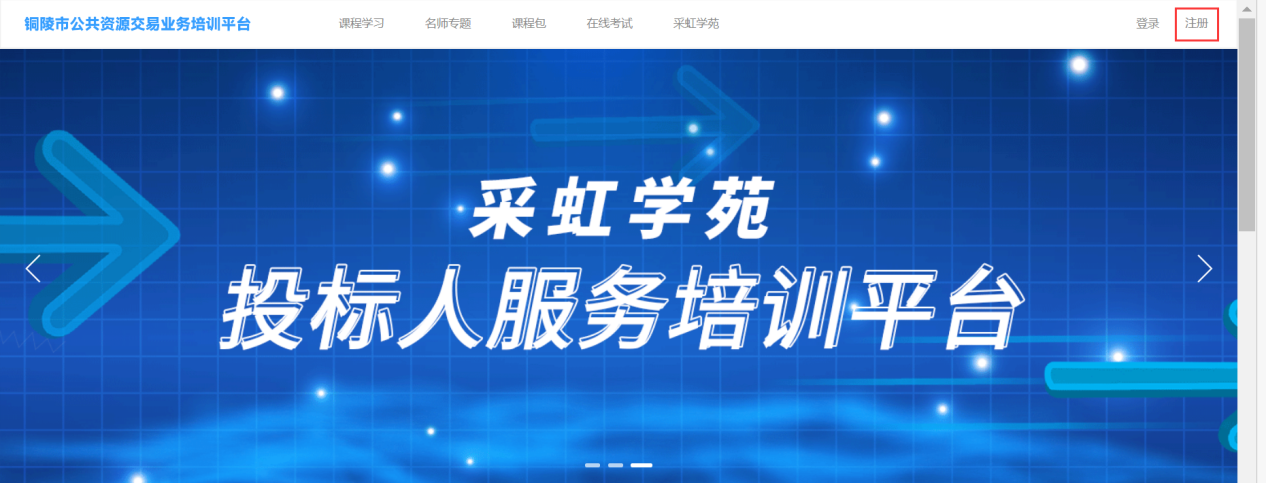 铜陵市公共资源交易业务培训平台 课程学习 名师专题 课程包 在线考试 采虹学苑 登录 注册
采虹学苑
投标人服务培训平台